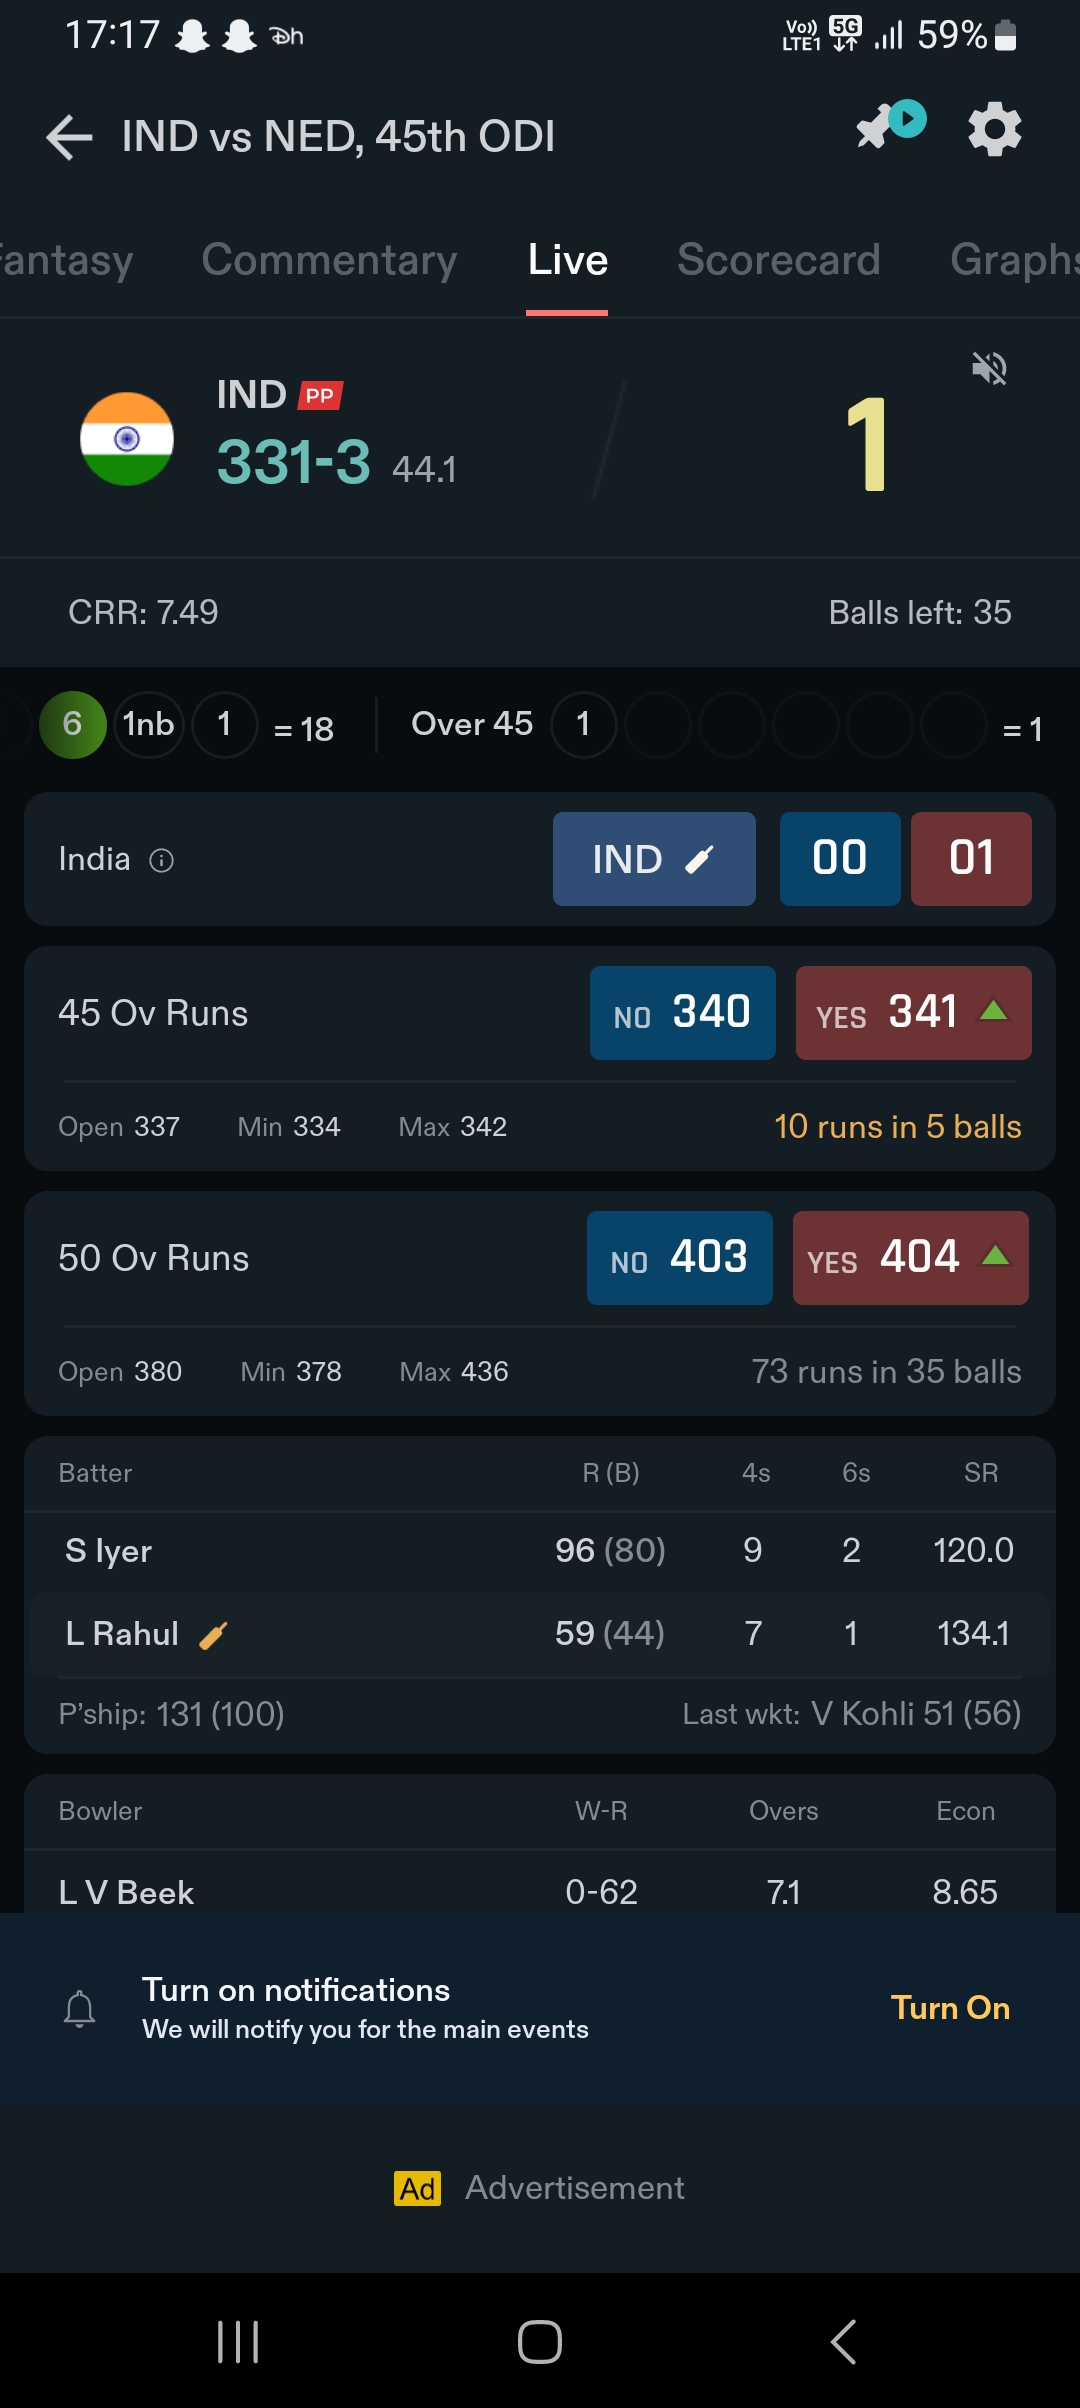 17:17 Dh Vo)) LTE1 5G 59%
IND vs NED, 45th ODI
Fantasy Commentary Live Scorecard Graphs
IND PP
331-3 44.1
1
CRR: 7.49 Balls left: 35
6 1nb 1 = 18 Over 45 1 = 1
India IND 00 01
45 Ov Runs NO 340 YES 341
Open 337 Min 334 Max 342 10 runs in 5 balls
50 Ov Runs NO 403 YES 404
Open 380 Min 378 Max 436 73 runs in 35 balls
Batter R (B) 4s 6s SR
S Iyer 96 (80) 9 2 120.0
L Rahul 59 (44) 7 1 134.1
P’ship: 131 (100) Last wkt: V Kohli 51 (56)
Bowler W-R Overs Econ
L V Beek 0-62 7.1 8.65
Turn on notifications
We will notify you for the main events
Turn On
Ad Advertisement